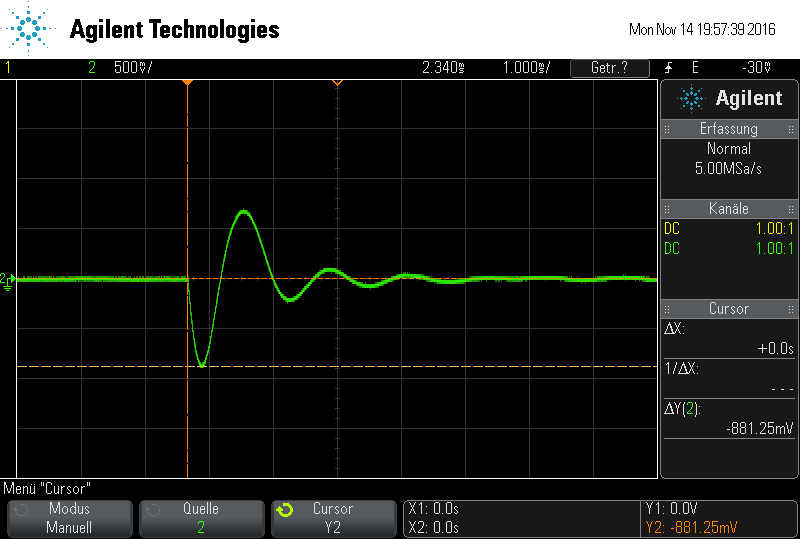 Agilent Technologies
Mon Nov 14 19:57:39 2016
1 2 500V/ 2.340s 1.000s/ Getr.? E -30V
Agilent
Erfassung
Normal
5.00MSa/s
Kanäle
DC 1.00:1
DC 1.00:1
Cursor
ΔX:
+0.0s
1/ΔX:
---
ΔY(2):
-881.25mV
2
Menü "Cursor"
Modus
Manuell
Quelle
2
Cursor
Y2
X1: 0.0s
X2: 0.0s
Y1: 0.0V
Y2: -881.25mV